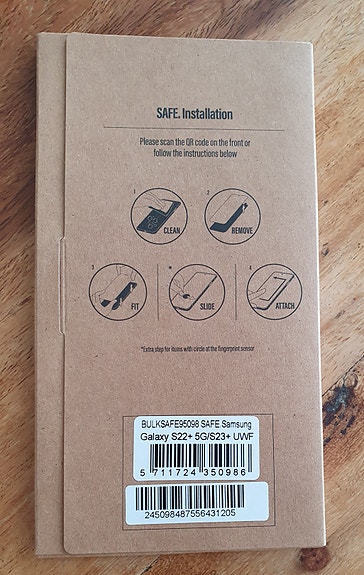 SAFE. Installation
Please scan the QR code on the front or
follow the instructions below
1
CLEAN
2
REMOVE
3
FIT
*
SLIDE
4
ATTACH
*Extra step for items with circle at the fingerprint sensor
BULKSAFE95098 SAFE.Samsung
Galaxy S22+ 5G/S23+ UWF
5 711724 350986
245098487556431205